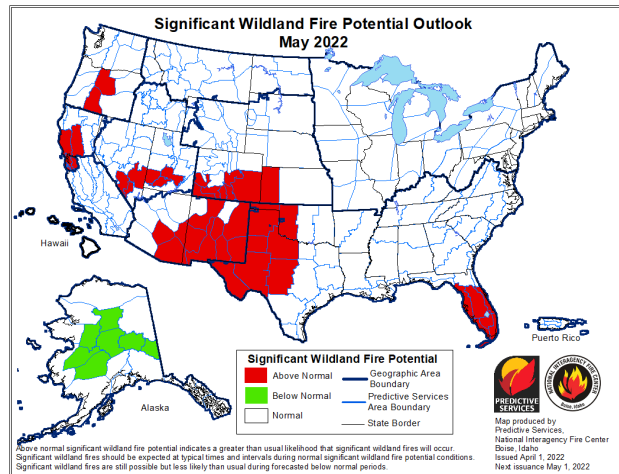 Significant Wildland Fire Potential Outlook
May 2022
Hawaii
Alaska
Puerto Rico
Significant Wildland Fire Potential
Above Normal
Below Normal
Normal
Geographic Area
Boundary
Predictive Services
Area Boundary
State Border
PREDICTIVE
SERVICES
NATIONAL INTERAGENCY FIRE CENTER
Boise, Idaho
Map produced by
Predictive Services,
National Interagency Fire Center
Boise, Idaho
Issued April 1, 2022
Next issuance May 1, 2022
Above normal significant wildland fire potential indicates a greater than usual likelihood that significant wildland fires will occur.
Significant wildland fires should be expected at typical times and intervals during normal significant wildland fire potential conditions.
Significant wildland fires are still possible but less likely than usual during forecasted below normal periods.